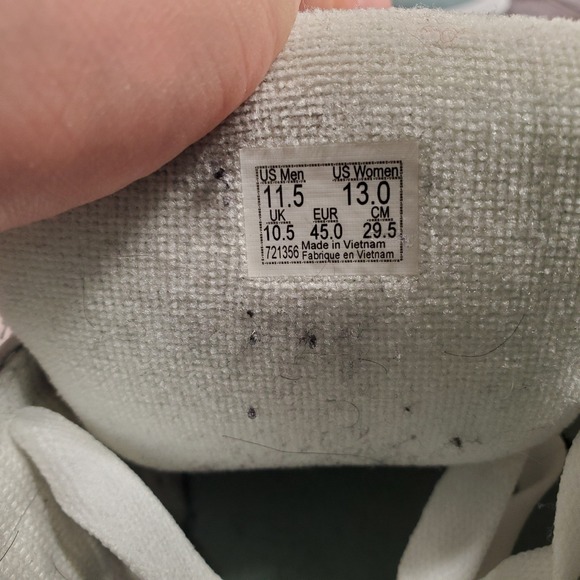 US Men US Women
11.5 13.0
UK EUR CM
10.5 45.0 29.5
721356 Made in Vietnam
Fabrique en Vietnam